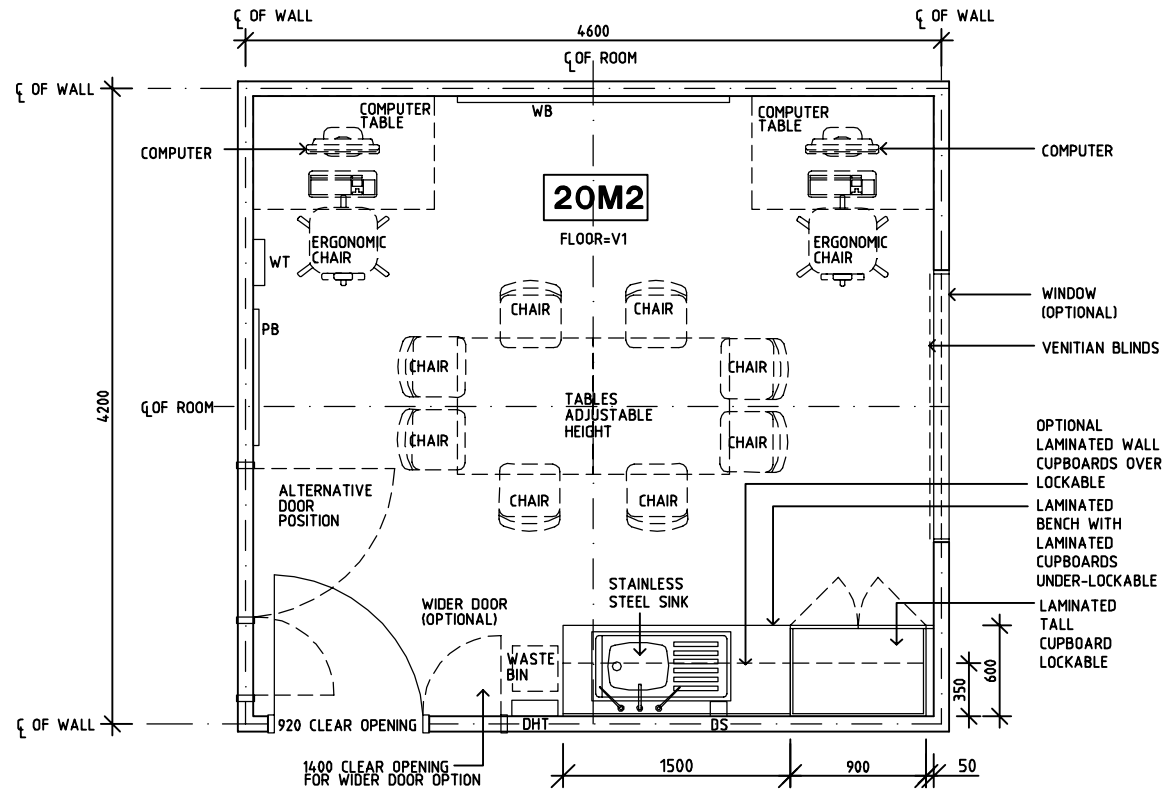 ℄ OF WALL
℄ OF WALL
4600
℄ OF ROOM
℄ OF WALL
COMPUTER
TABLE
WB
COMPUTER
TABLE
COMPUTER
COMPUTER
20M2
FLOOR=V1
ERGONOMIC
CHAIR
ERGONOMIC
CHAIR
WT
PB
CHAIR
CHAIR
WINDOW
(OPTIONAL)
VENITIAN BLINDS
CHAIR
CHAIR
4200
℄ OF ROOM
TABLES
ADJUSTABLE
HEIGHT
CHAIR
CHAIR
CHAIR
CHAIR
OPTIONAL
LAMINATED WALL
CUPBOARDS OVER
LOCKABLE
LAMINATED
BENCH WITH
LAMINATED
CUPBOARDS
UNDER-LOCKABLE
LAMINATED
TALL
CUPBOARD
LOCKABLE
ALTERNATIVE
DOOR
POSITION
WIDER DOOR
(OPTIONAL)
STAINLESS
STEEL SINK
WASTE
BIN
350
600
℄ OF WALL
920 CLEAR OPENING
DHT
DS
1400 CLEAR OPENING
FOR WIDER DOOR OPTION
1500
900
50